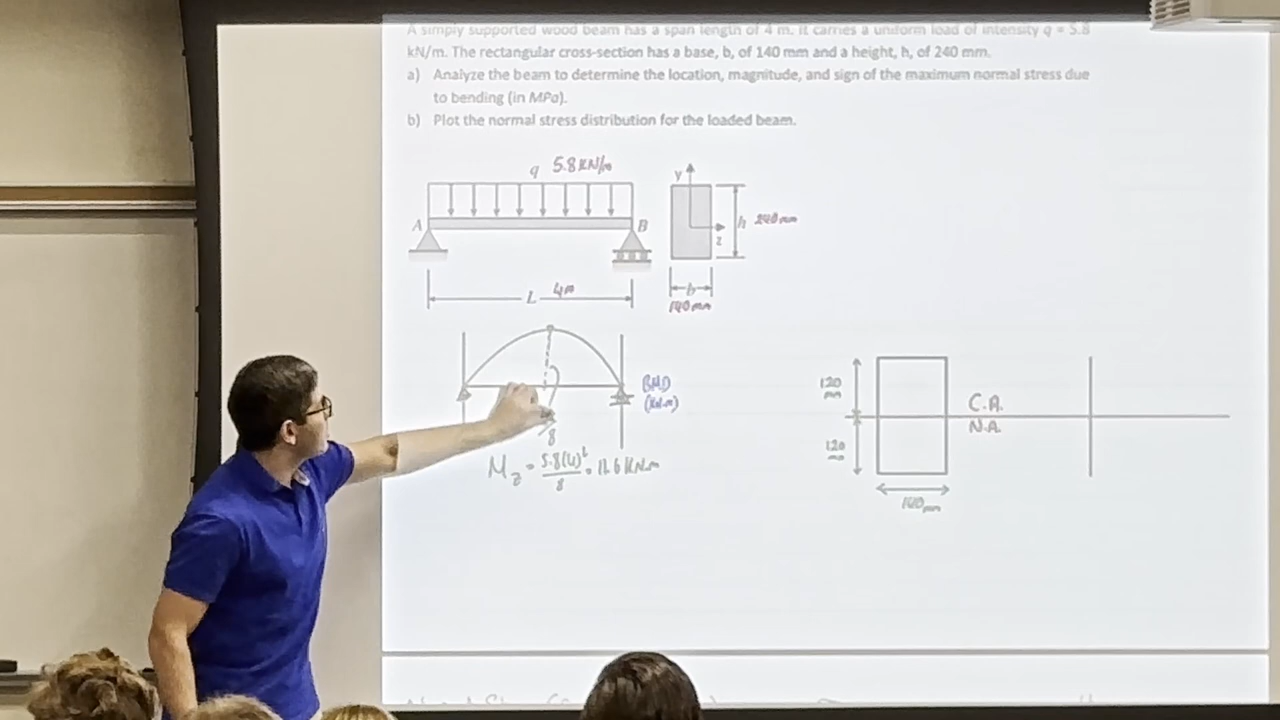 A simply supported wood beam has a span length of 4 m. It carries a uniform load of intensity q = 5.8
kN/m. The rectangular cross-section has a base, b, of 140 mm and a height, h, of 240 mm.
a) Analyze the beam to determine the location, magnitude, and sign of the maximum normal stress due
to bending (in MPa).
b) Plot the normal stress distribution for the loaded beam.
q 5.8 KN/m
A
B
y
z
h 240 mm
L 4m
b
140 mm
B.M.D
(KN.m)
8
Mz = 5.8(4)²/8 = 11.6 KN.m
120
mm
120
mm
C.A.
N.A.
140 mm